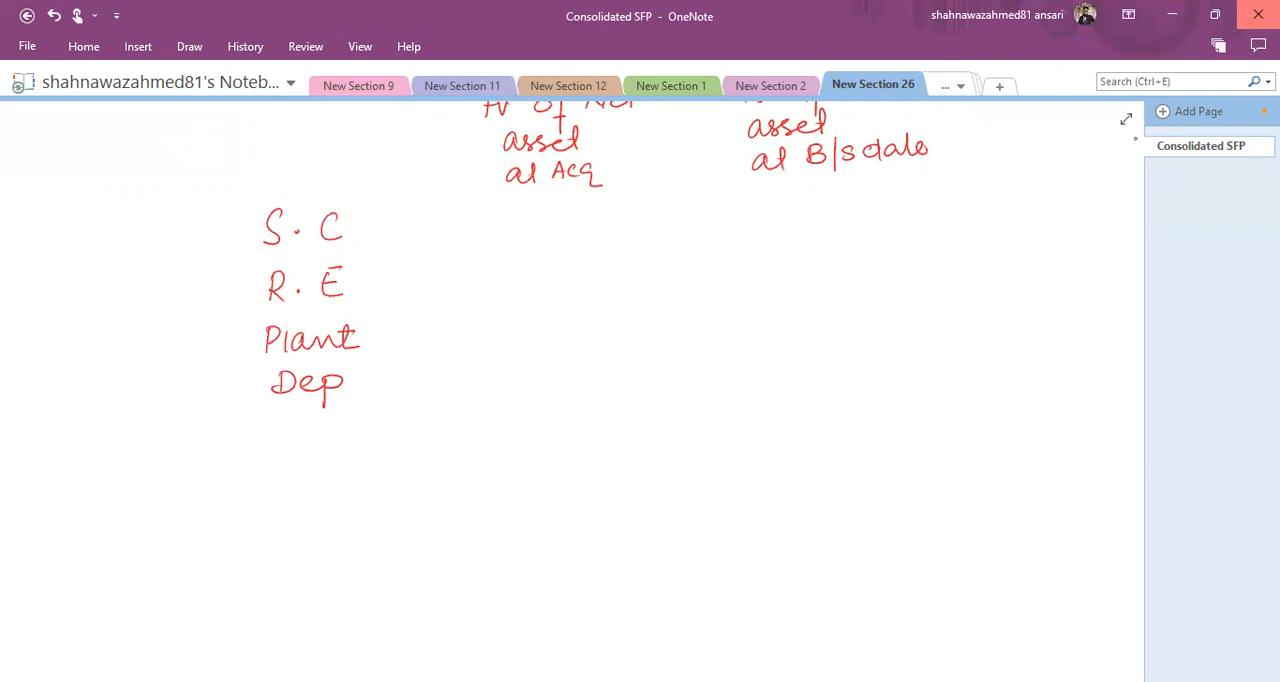 Consolidated SFP - OneNote
shahnawazahmed81 ansari
File Home Insert Draw History Review View Help
shahnawazahmed81's Noteb... New Section 9 New Section 11 New Section 12 New Section 1 New Section 2 New Section 26 ... +
Search (Ctrl+E)
Add Page
Consolidated SFP
of
asset
at Acq
asset
at B/S date
S. C
R. E
Plant
Dep